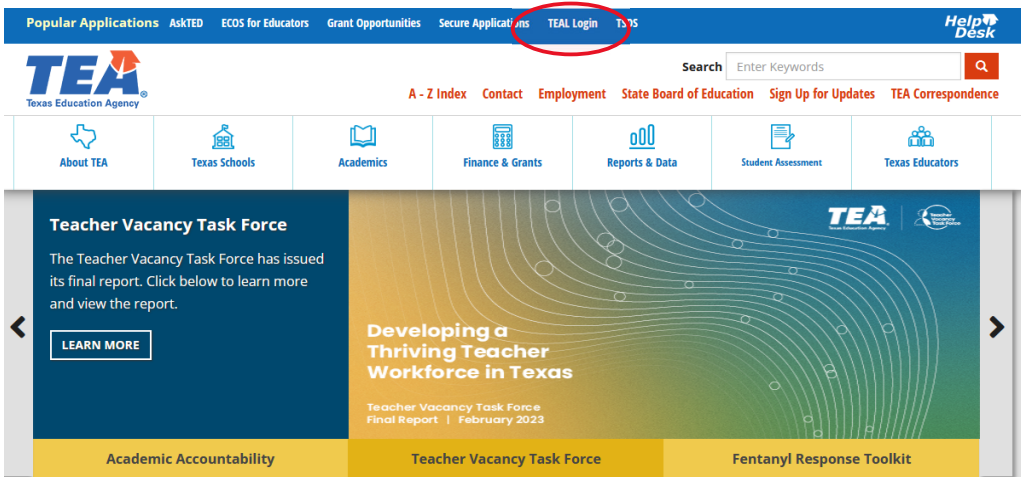 Popular Applications AskTED ECOS for Educators Grant Opportunities Secure Applications TEAL Login TSDS
Help Desk
TEA
Texas Education Agency
Search Enter Keywords
A - Z Index Contact Employment State Board of Education Sign Up for Updates TEA Correspondence
About TEA Texas Schools Academics Finance & Grants Reports & Data Student Assessment Texas Educators
Teacher Vacancy Task Force
The Teacher Vacancy Task Force has issued
its final report. Click below to learn more
and view the report.
LEARN MORE
TEA
Texas Education Agency
Teacher
Vacancy
Task Force
Developing a
Thriving Teacher
Workforce in Texas
Teacher Vacancy Task Force
Final Report | February 2023
Academic Accountability Teacher Vacancy Task Force Fentanyl Response Toolkit